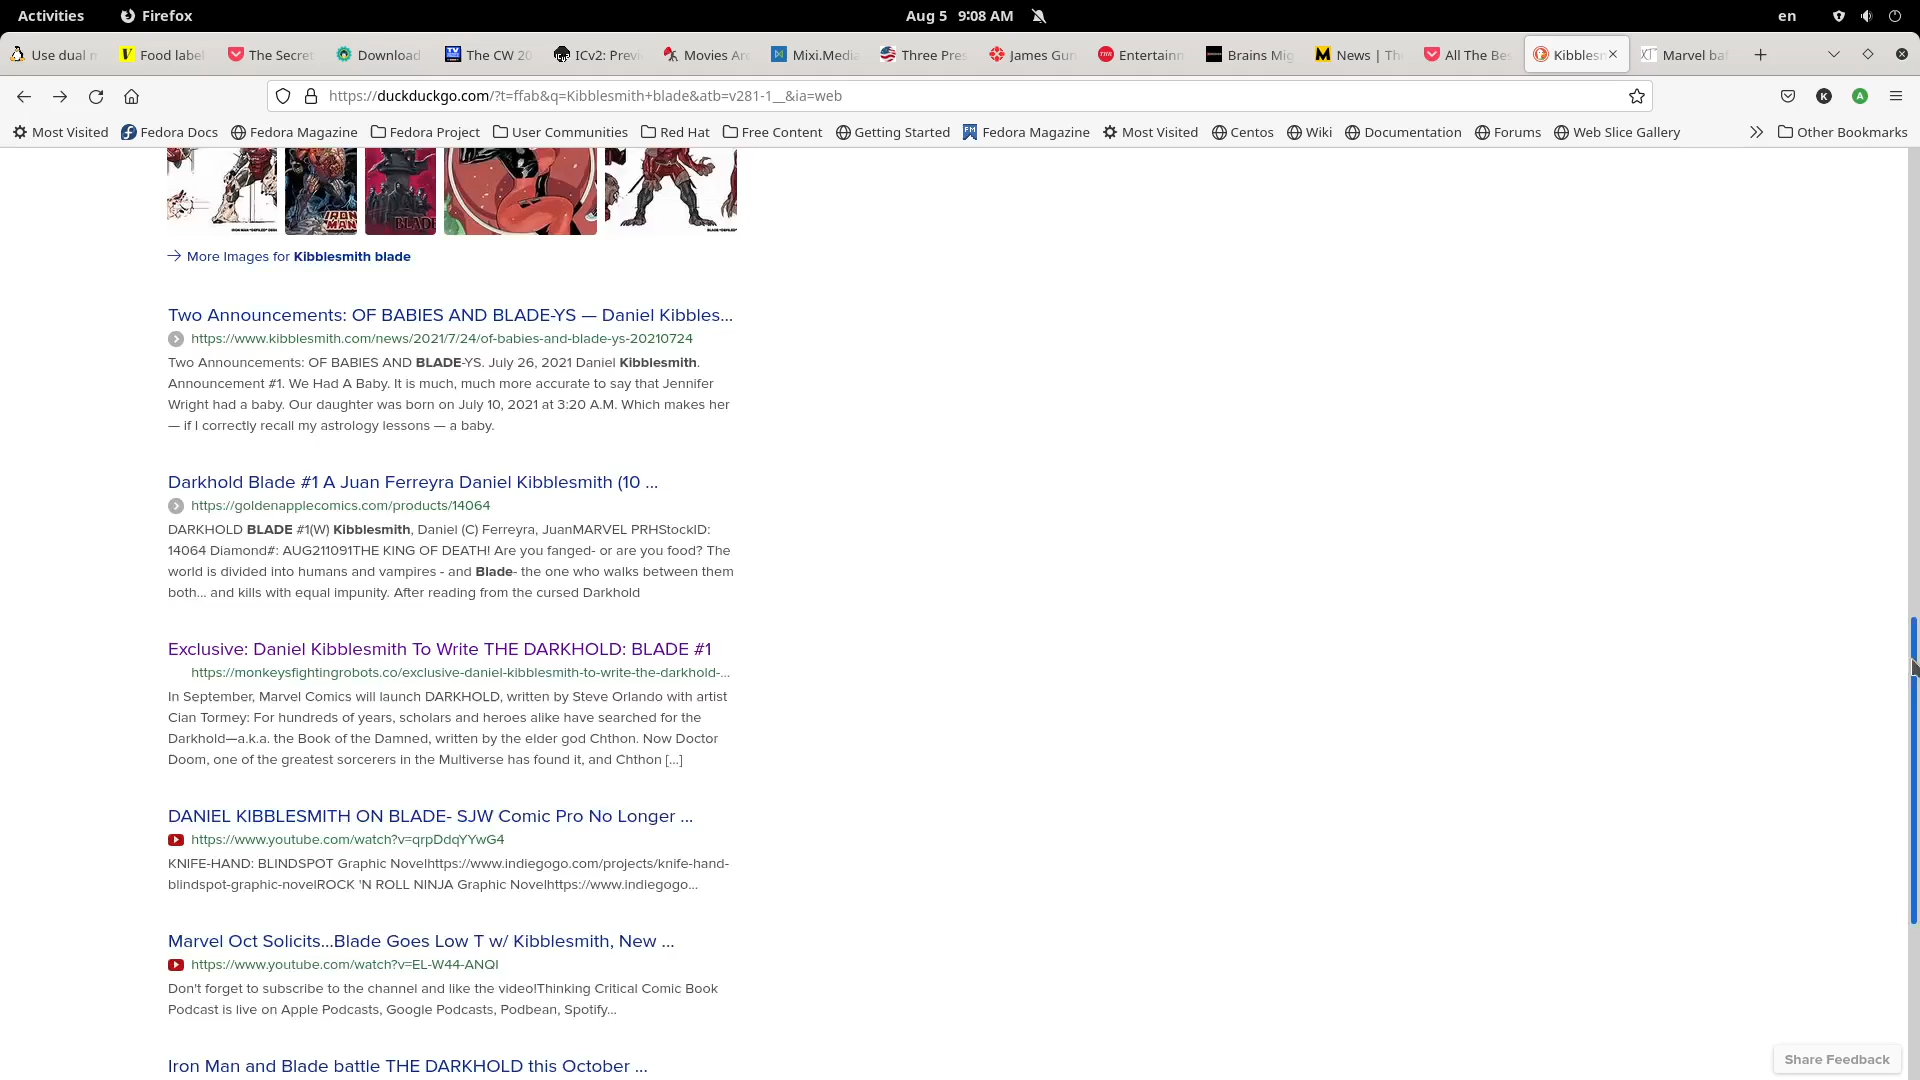 Activities Firefox Aug 5 9:08 AM en
Use dual Food label The Secret Download The CW 20 ICv2: Previ Movies An Mixi.Media Three Pres James Gun Entertainn Brains Mig News | The All The Bes Kibblesm Marvel bat
https://duckduckgo.com/?t=ffab&q=Kibblesmith+blade&atb=v281-1__&ia=web K A
Most Visited Fedora Docs Fedora Magazine Fedora Project User Communities Red Hat Free Content Getting Started Fedora Magazine Most Visited Centos Wiki Documentation Forums Web Slice Gallery Other Bookmarks
IRON MAN BLADE
More Images for Kibblesmith blade
Two Announcements: OF BABIES AND BLADE-YS — Daniel Kibbles...
https://www.kibblesmith.com/news/2021/7/24/of-babies-and-blade-ys-20210724
Two Announcements: OF BABIES AND BLADE-YS. July 26, 2021 Daniel Kibblesmith.
Announcement #1. We Had A Baby. It is much, much more accurate to say that Jennifer
Wright had a baby. Our daughter was born on July 10, 2021 at 3:20 A.M. Which makes her
— if I correctly recall my astrology lessons — a baby.
Darkhold Blade #1 A Juan Ferreyra Daniel Kibblesmith (10 ...
https://goldenapplecomics.com/products/14064
DARKHOLD BLADE #1(W) Kibblesmith, Daniel (C) Ferreyra, JuanMARVEL PRHStockID:
14064 Diamond#: AUG211091THE KING OF DEATH! Are you fanged- or are you food? The
world is divided into humans and vampires - and Blade- the one who walks between them
both... and kills with equal impunity. After reading from the cursed Darkhold
Exclusive: Daniel Kibblesmith To Write THE DARKHOLD: BLADE #1
https://monkeysfightingrobots.co/exclusive-daniel-kibblesmith-to-write-the-darkhold-...
In September, Marvel Comics will launch DARKHOLD, written by Steve Orlando with artist
Cian Tormey: For hundreds of years, scholars and heroes alike have searched for the
Darkhold—a.k.a. the Book of the Damned, written by the elder god Chthon. Now Doctor
Doom, one of the greatest sorcerers in the Multiverse has found it, and Chthon [...]
DANIEL KIBBLESMITH ON BLADE- SJW Comic Pro No Longer ...
https://www.youtube.com/watch?v=qrpDdqYYwG4
KNIFE-HAND: BLINDSPOT Graphic Novelhttps://www.indiegogo.com/projects/knife-hand-
blindspot-graphic-novelROCK 'N ROLL NINJA Graphic Novelhttps://www.indiegogo...
Marvel Oct Solicits...Blade Goes Low T w/ Kibblesmith, New ...
https://www.youtube.com/watch?v=EL-W44-ANQI
Don't forget to subscribe to the channel and like the video!Thinking Critical Comic Book
Podcast is live on Apple Podcasts, Google Podcasts, Podbean, Spotify...
Iron Man and Blade battle THE DARKHOLD this October ...
Share Feedback